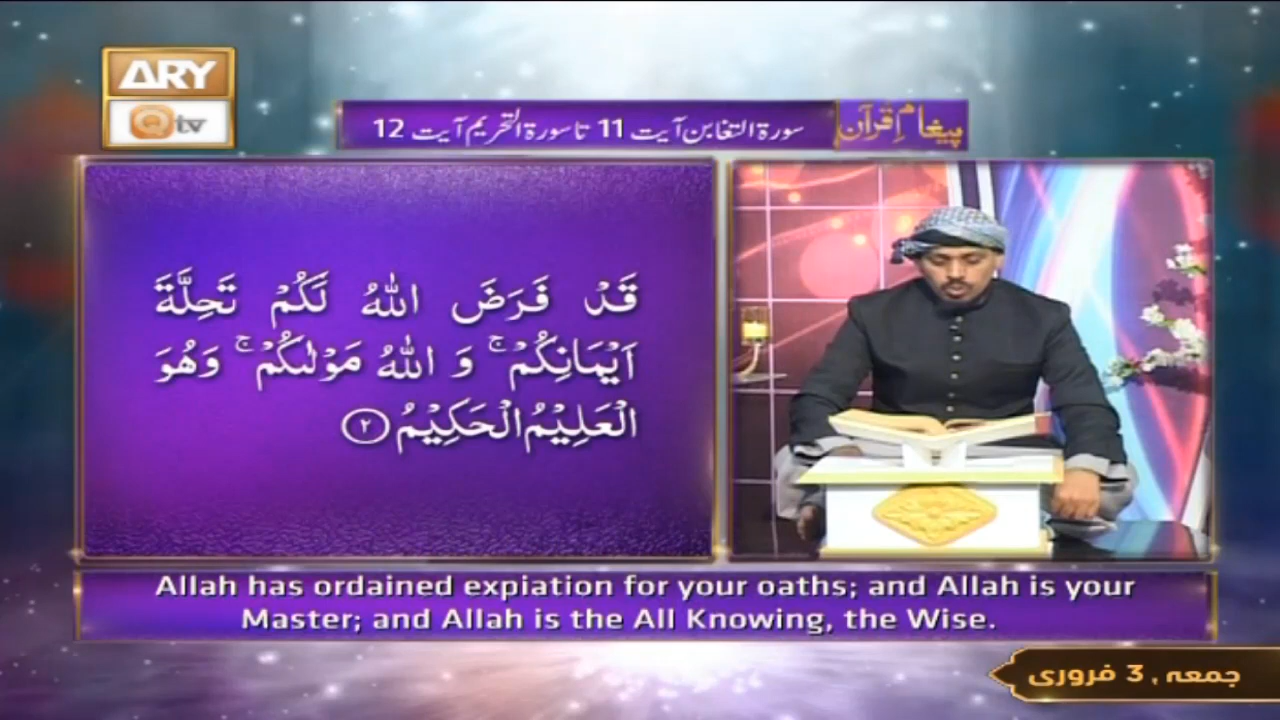 ARY
Qtv
پیغامِ قرآن
سورۃ التغابن آیت 11 تا سورۃ التحریم آیت 12
قَدْ فَرَضَ اللّٰهُ لَكُمْ تَحِلَّةَ
اَيْمَانِكُمْ ۚ وَ اللّٰهُ مَوْلٰىكُمْ ۚ وَهُوَ
الْعَلِيْمُ الْحَكِيْمُ ۲
Allah has ordained expiation for your oaths; and Allah is your
Master; and Allah is the All Knowing, the Wise.
جمعہ, 3 فروری